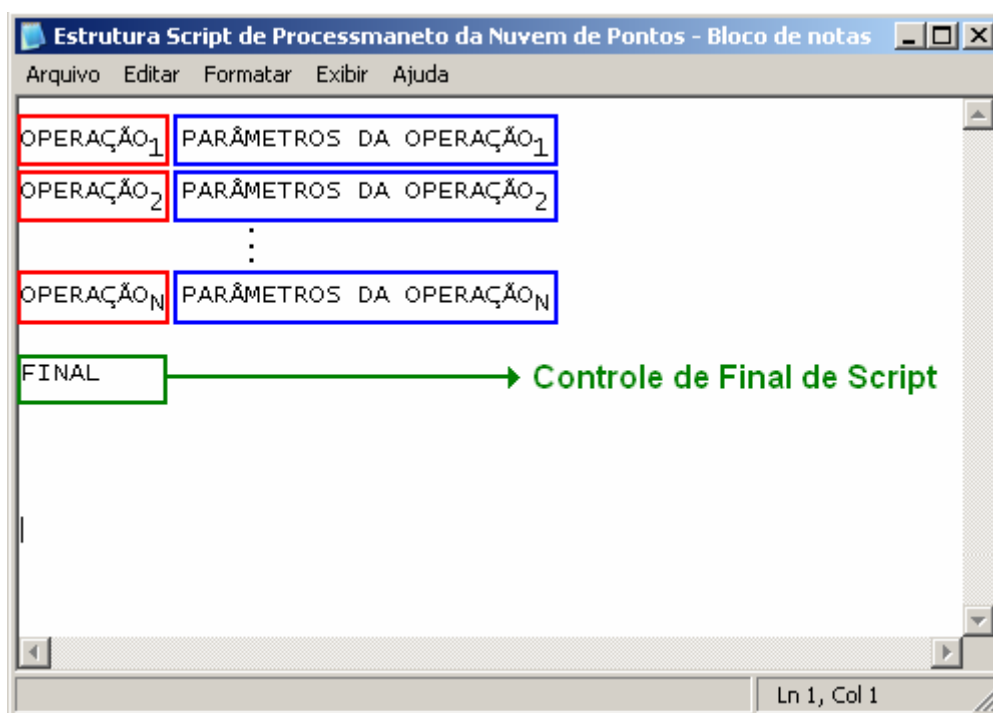 Estrutura Script de Processmaneto da Nuvem de Pontos - Bloco de notas
Arquivo Editar Formatar Exibir Ajuda
OPERAÇÃO1 PARÂMETROS DA OPERAÇÃO1
OPERAÇÃO2 PARÂMETROS DA OPERAÇÃO2
⋮
OPERAÇÃON PARÂMETROS DA OPERAÇÃON
FINAL Controle de Final de Script
Ln 1, Col 1